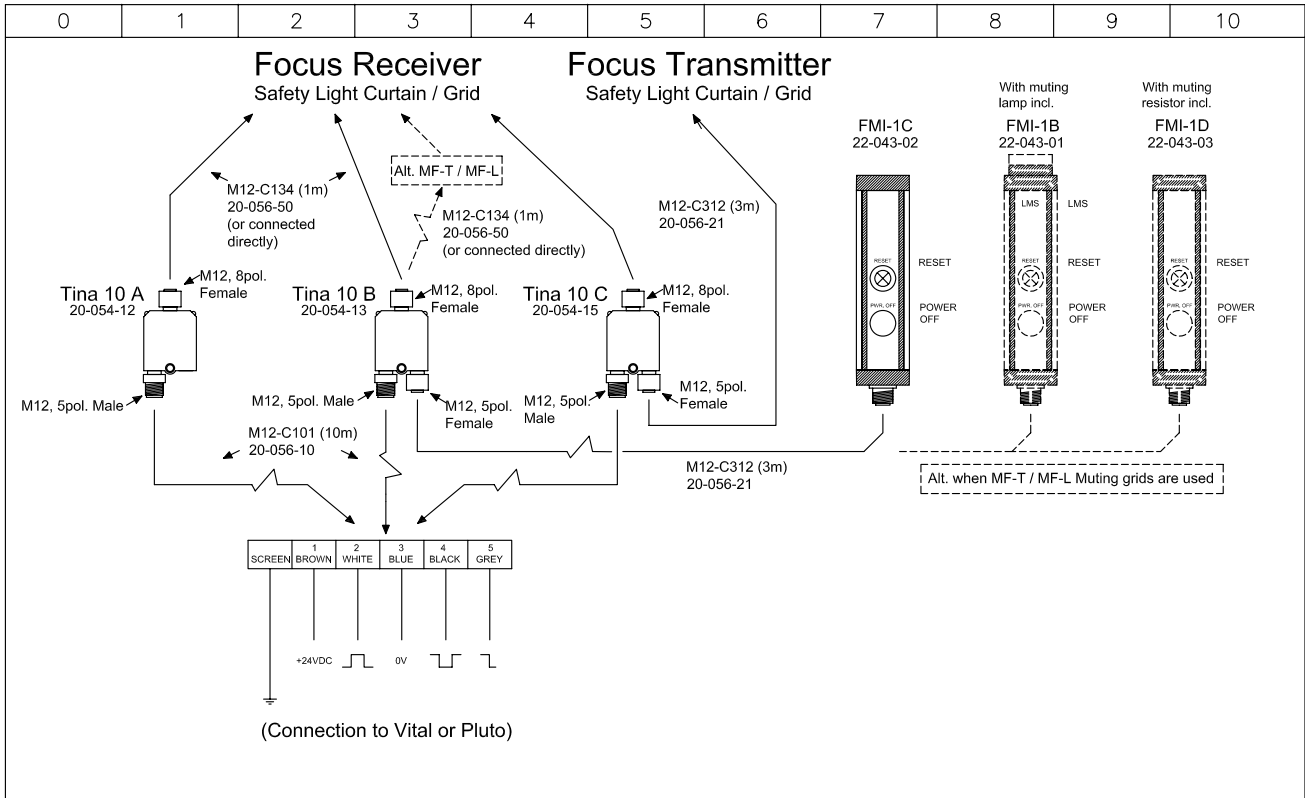 0 1 2 3 4 5 6 7 8 9 10
Focus Receiver
Safety Light Curtain / Grid
Focus Transmitter
Safety Light Curtain / Grid
With muting
lamp incl.
FMI-1B
22-043-01
With muting
resistor incl.
FMI-1D
22-043-03
FMI-1C
22-043-02
Alt. MF-T / MF-L
M12-C134 (1m)
20-056-50
(or connected
directly)
M12-C134 (1m)
20-056-50
(or connected directly)
M12-C312 (3m)
20-056-21
LMS
LMS
RESET
RESET
RESET
RESET
RESET
RESET
PWR, OFF
POWER
OFF
PWR, OFF
POWER
OFF
PWR, OFF
POWER
OFF
Tina 10 A
20-054-12
M12, 8pol.
Female
Tina 10 B
20-054-13
M12, 8pol.
Female
Tina 10 C
20-054-15
M12, 8pol.
Female
M12, 5pol. Male
M12, 5pol. Male
M12, 5pol.
Female
M12, 5pol.
Male
M12, 5pol.
Female
M12-C101 (10m)
20-056-10
M12-C312 (3m)
20-056-21
Alt. when MF-T / MF-L Muting grids are used
SCREEN
1
BROWN
2
WHITE
3
BLUE
4
BLACK
5
GREY
+24VDC
0V
(Connection to Vital or Pluto)